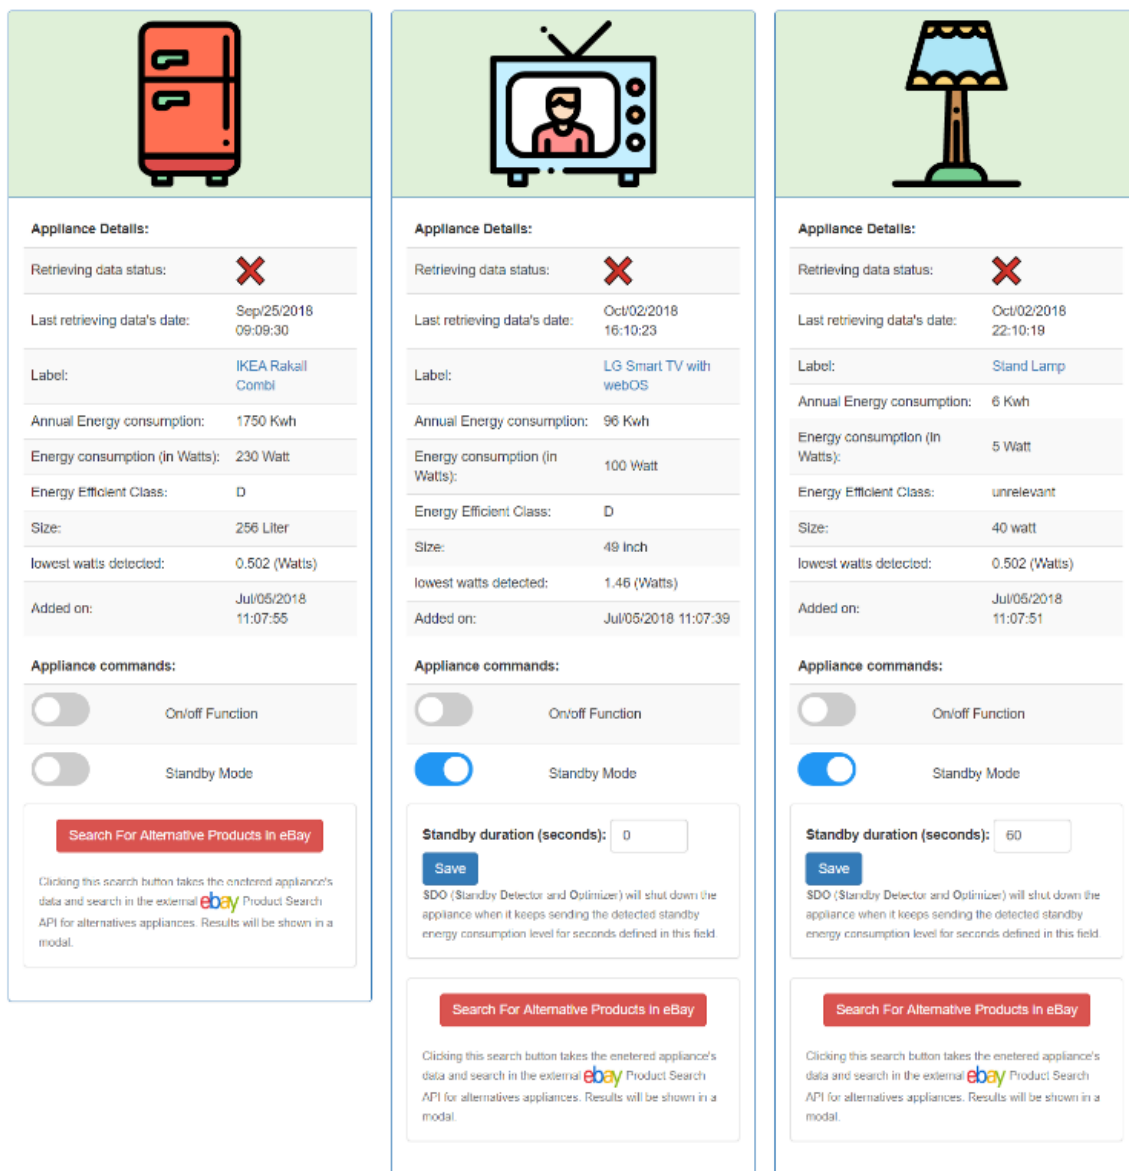 Appliance Details:
Retrieving data status:
Last retrieving data's date:
Sep/25/2018
09:09:30
Label:
IKEA Rakall
Combi
Annual Energy consumption:
1750 Kwh
Energy consumption (in Watts):
230 Watt
Energy Efficient Class:
D
Size:
256 Liter
lowest watts detected:
0.502 (Watts)
Added on:
Jul/05/2018
11:07:55
Appliance commands:
On/off Function
Standby Mode
Search For Alternative Products In eBay
Clicking this search button takes the enetered appliance's
data and search in the external ebay Product Search
API for alternatives appliances. Results will be shown in a
modal.
Appliance Details:
Retrieving data status:
Last retrieving data's date:
Oct/02/2018
16:10:23
Label:
LG Smart TV with
webOS
Annual Energy consumption:
96 Kwh
Energy consumption (in
Watts):
100 Watt
Energy Efficient Class:
D
Size:
49 inch
lowest watts detected:
1.46 (Watts)
Added on:
Jul/05/2018 11:07:39
Appliance commands:
On/off Function
Standby Mode
Standby duration (seconds):
0
Save
SDO (Standby Detector and Optimizer) will shut down the
appliance when it keeps sending the detected standby
energy consumption level for seconds defined in this field.
Search For Alternative Products In eBay
Clicking this search button takes the enetered appliance's
data and search in the external ebay Product Search
API for alternatives appliances. Results will be shown in a
modal.
Appliance Details:
Retrieving data status:
Last retrieving data's date:
Oct/02/2018
22:10:19
Label:
Stand Lamp
Annual Energy consumption:
6 Kwh
Energy consumption (in
Watts):
5 Watt
Energy Efficient Class:
unrelevant
Size:
40 watt
lowest watts detected:
0.502 (Watts)
Added on:
Jul/05/2018
11:07:51
Appliance commands:
On/off Function
Standby Mode
Standby duration (seconds):
60
Save
SDO (Standby Detector and Optimizer) will shut down the
appliance when it keeps sending the detected standby
energy consumption level for seconds defined in this field.
Search For Alternative Products In eBay
Clicking this search button takes the enetered appliance's
data and search in the external ebay Product Search
API for alternatives appliances. Results will be shown in a
modal.